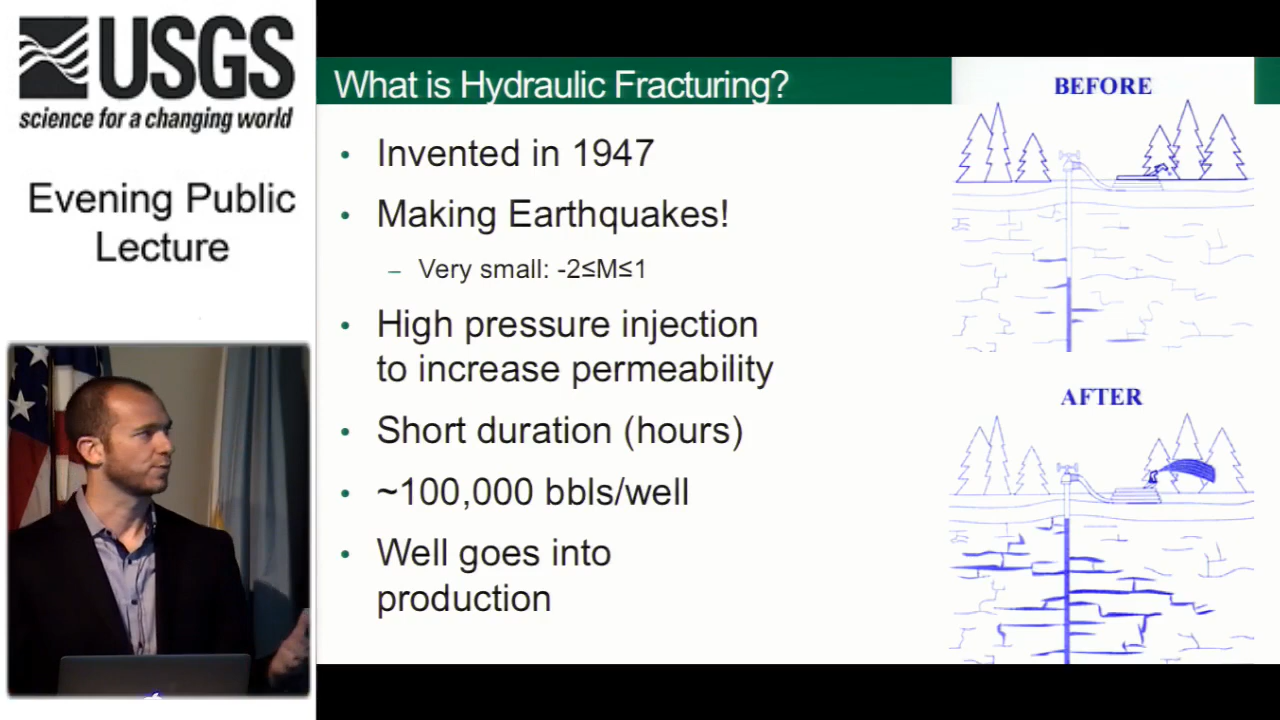 USGS
science for a changing world
Evening Public
Lecture
What is Hydraulic Fracturing?
• Invented in 1947
• Making Earthquakes!
– Very small: -2≤M≤1
• High pressure injection
to increase permeability
• Short duration (hours)
• ~100,000 bbls/well
• Well goes into
production
BEFORE
AFTER